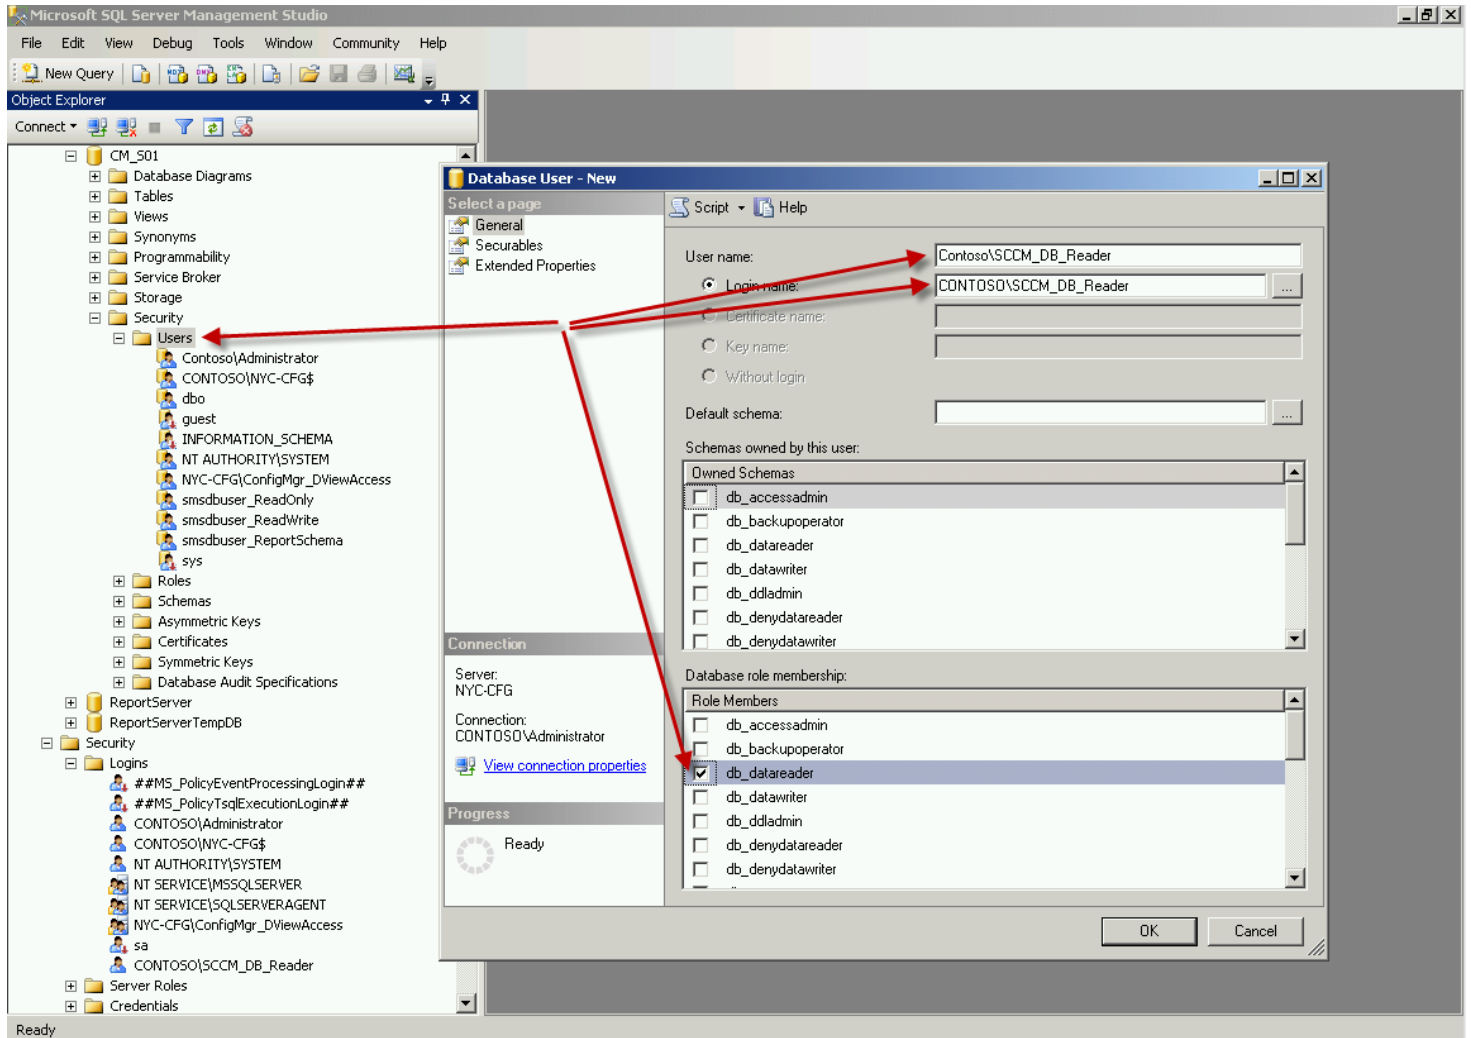 Microsoft SQL Server Management Studio
File Edit View Debug Tools Window Community Help
New Query
Object Explorer
Connect
CM_S01
Database Diagrams
Tables
Views
Synonyms
Programmability
Service Broker
Storage
Security
Users
Contoso\Administrator
CONTOSO\NYC-CFG$
dbo
guest
INFORMATION_SCHEMA
NT AUTHORITY\SYSTEM
NYC-CFG\ConfigMgr_DViewAccess
smsdbuser_ReadOnly
smsdbuser_ReadWrite
smsdbuser_ReportSchema
sys
Roles
Schemas
Asymmetric Keys
Certificates
Symmetric Keys
Database Audit Specifications
ReportServer
ReportServerTempDB
Security
Logins
##MS_PolicyEventProcessingLogin##
##MS_PolicyTsqlExecutionLogin##
CONTOSO\Administrator
CONTOSO\NYC-CFG$
NT AUTHORITY\SYSTEM
NT SERVICE\MSSQLSERVER
NT SERVICE\SQLSERVERAGENT
NYC-CFG\ConfigMgr_DViewAccess
sa
CONTOSO\SCCM_DB_Reader
Server Roles
Credentials
Ready
Database User - New
Select a page
General
Securables
Extended Properties
Connection
Server:
NYC-CFG
Connection:
CONTOSO\Administrator
View connection properties
Progress
Ready
Script Help
User name: Contoso\SCCM_DB_Reader
Login name: CONTOSO\SCCM_DB_Reader ...
Certificate name:
Key name:
Without login
Default schema: ...
Schemas owned by this user:
Owned Schemas
db_accessadmin
db_backupoperator
db_datareader
db_datawriter
db_ddladmin
db_denydatareader
db_denydatawriter
Database role membership:
Role Members
db_accessadmin
db_backupoperator
db_datareader
db_datawriter
db_ddladmin
db_denydatareader
db_denydatawriter
OK Cancel